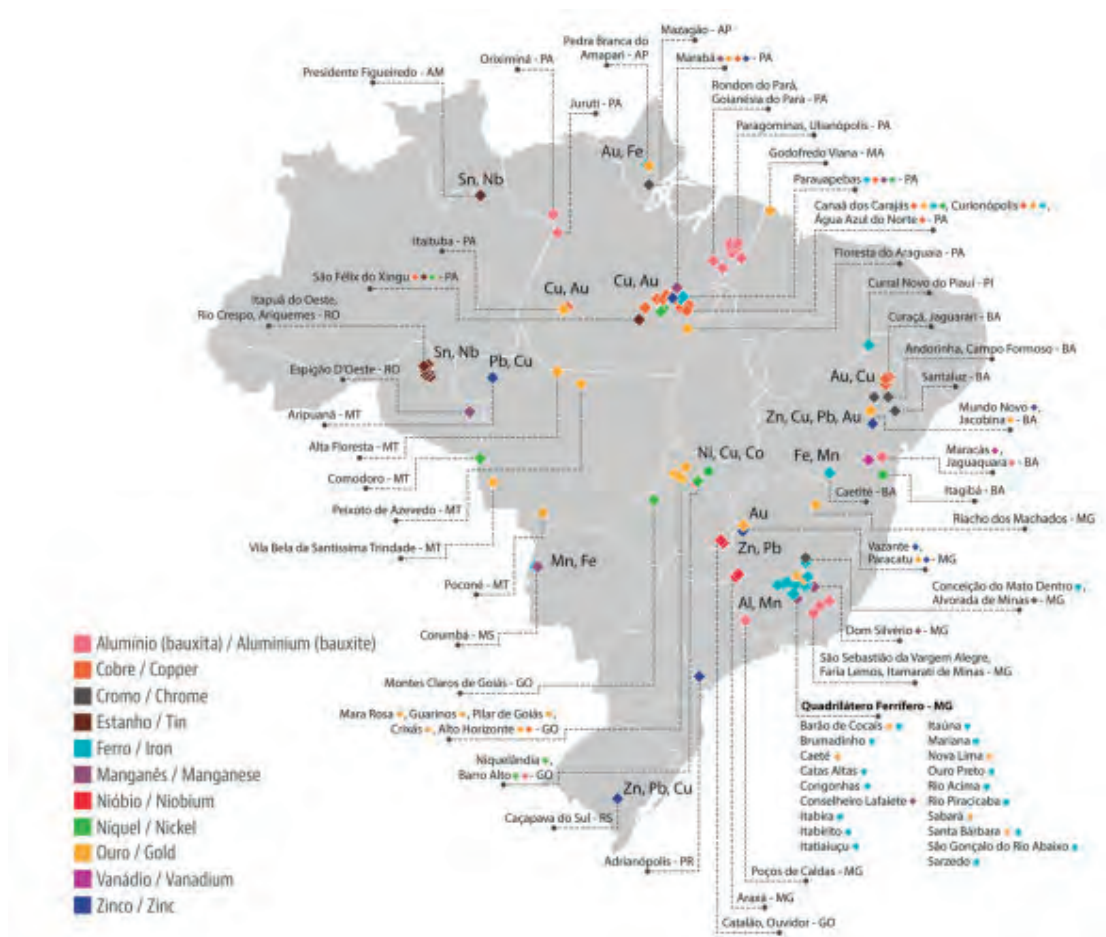 Mazagão - AP
Pedra Branca do
Amapari - AP
Marabá - PA
Oriximiná - PA
Presidente Figueiredo - AM
Juruti - PA
Rondon do Pará,
Goianésia do Pará - PA
Paragominas, Ulianópolis - PA
Godofredo Viana - MA
Au, Fe
Sn, Nb
Parauapebas - PA
Canaã dos Carajás, Curionópolis,
Água Azul do Norte - PA
Itaituba - PA
Floresta do Araguaia - PA
São Félix do Xingu - PA
Cu, Au
Cu, Au
Curral Novo do Piauí - PI
Itapuã do Oeste,
Rio Crespo, Ariquemes - RO
Curaçá, Jaguarari - BA
Andorinha, Campo Formoso - BA
Sn, Nb
Pb, Cu
Espigão D'Oeste - RO
Au, Cu
Santaluz - BA
Aripuanã - MT
Zn, Cu, Pb, Au
Mundo Novo,
Jacobina - BA
Alta Floresta - MT
Ni, Cu, Co
Fe, Mn
Maracás,
Jaguaquara - BA
Comodoro - MT
Caetité - BA
Itagibá - BA
Peixoto de Azevedo - MT
Au
Riacho dos Machados - MG
Vila Bela da Santíssima Trindade - MT
Zn, Pb
Vazante,
Paracatu - MG
Mn, Fe
Poconé - MT
Conceição do Mato Dentro,
Alvorada de Minas - MG
Al, Mn
Corumbá - MS
Dom Silvério - MG
São Sebastião da Vargem Alegre,
Faria Lemos, Itamarati de Minas - MG
Montes Claros de Goiás - GO
Mara Rosa, Guarinos, Pilar de Goiás,
Crixás, Alto Horizonte - GO
Niquelândia,
Barro Alto - GO
Zn, Pb, Cu
Caçapava do Sul - RS
Adrianópolis - PR
Quadrilátero Ferrífero - MG
Barão de Cocais
Brumadinho
Caeté
Catas Altas
Congonhas
Conselheiro Lafaiete
Itabira
Itabirito
Itatiaiuçu
Itaúna
Mariana
Nova Lima
Ouro Preto
Rio Acima
Rio Piracicaba
Sabará
Santa Bárbara
São Gonçalo do Rio Abaixo
Sarzedo
Poços de Caldas - MG
Araxá - MG
Catalão, Ouvidor - GO
Alumínio (bauxita) / Aluminium (bauxite)
Cobre / Copper
Cromo / Chrome
Estanho / Tin
Ferro / Iron
Manganês / Manganese
Nióbio / Niobium
Níquel / Nickel
Ouro / Gold
Vanádio / Vanadium
Zinco / Zinc